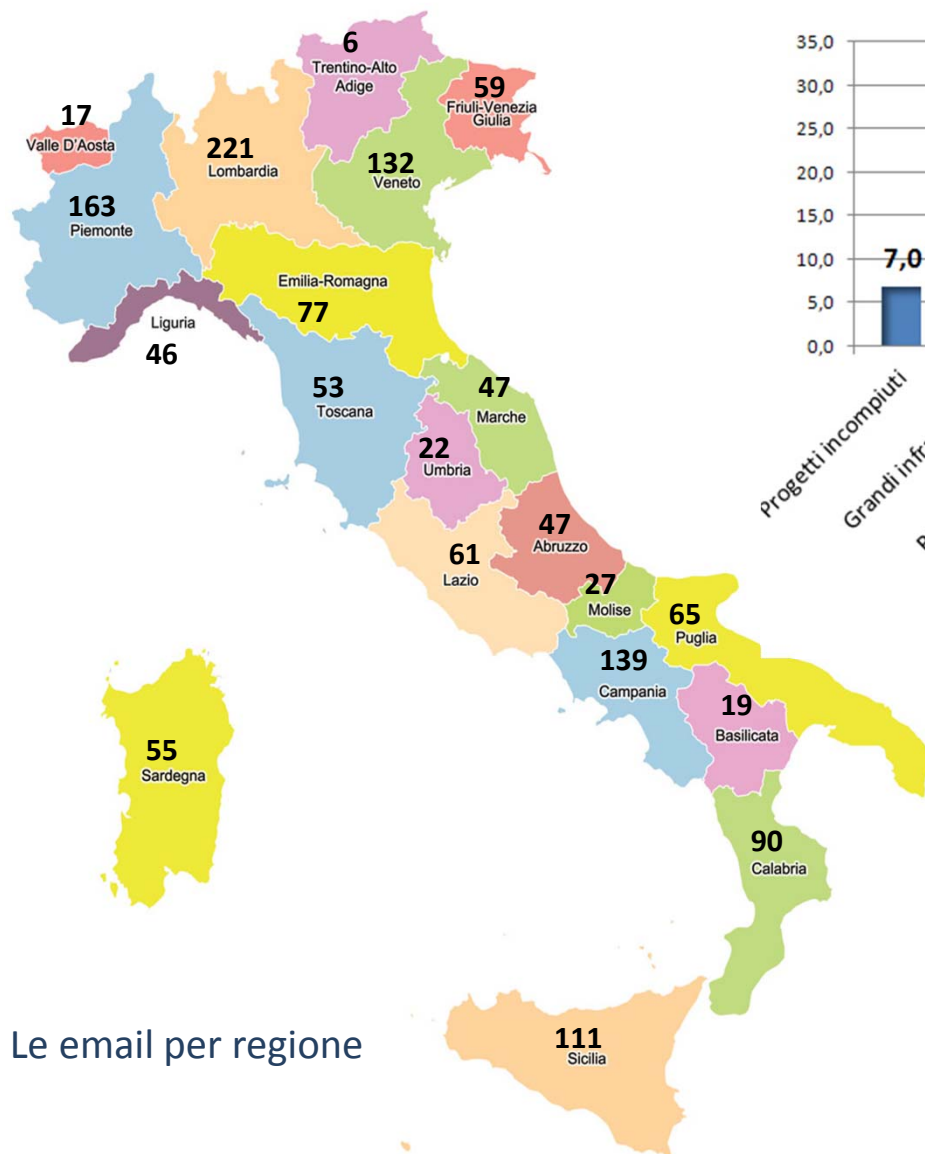 6
Trentino-Alto
Adige
59
Friuli-Venezia
Giulia
17
Valle D'Aosta
221
Lombardia
132
Veneto
163
Piemonte
Emilia-Romagna
77
Liguria
46
53
Toscana
47
Marche
22
Umbria
61
Lazio
47
Abruzzo
27
Molise
65
Puglia
139
Campania
19
Basilicata
55
Sardegna
90
Calabria
111
Sicilia
Le email per regione
35,0
30,0
25,0
20,0
15,0
10,0
5,0
0,0
7,0
Progetti incompiuti
Grandi